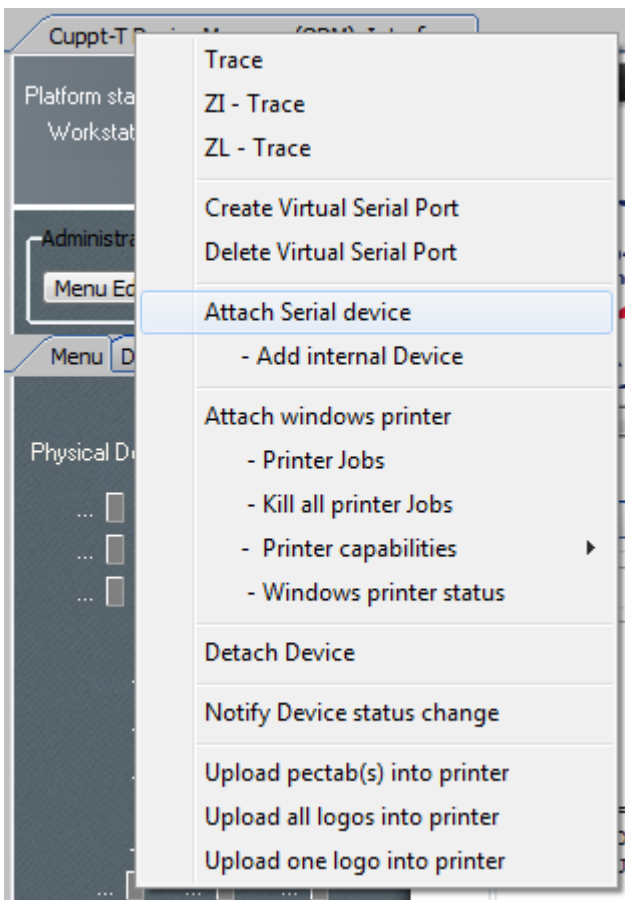 Cuppt-T
Platform sta
Workstat
Administra
Menu Ed
Menu D
Physical D
...
...
...
... ... ...
Trace
ZI - Trace
ZL - Trace
Create Virtual Serial Port
Delete Virtual Serial Port
Attach Serial device
- Add internal Device
Attach windows printer
- Printer Jobs
- Kill all printer Jobs
- Printer capabilities
- Windows printer status
Detach Device
Notify Device status change
Upload pectab(s) into printer
Upload all logos into printer
Upload one logo into printer